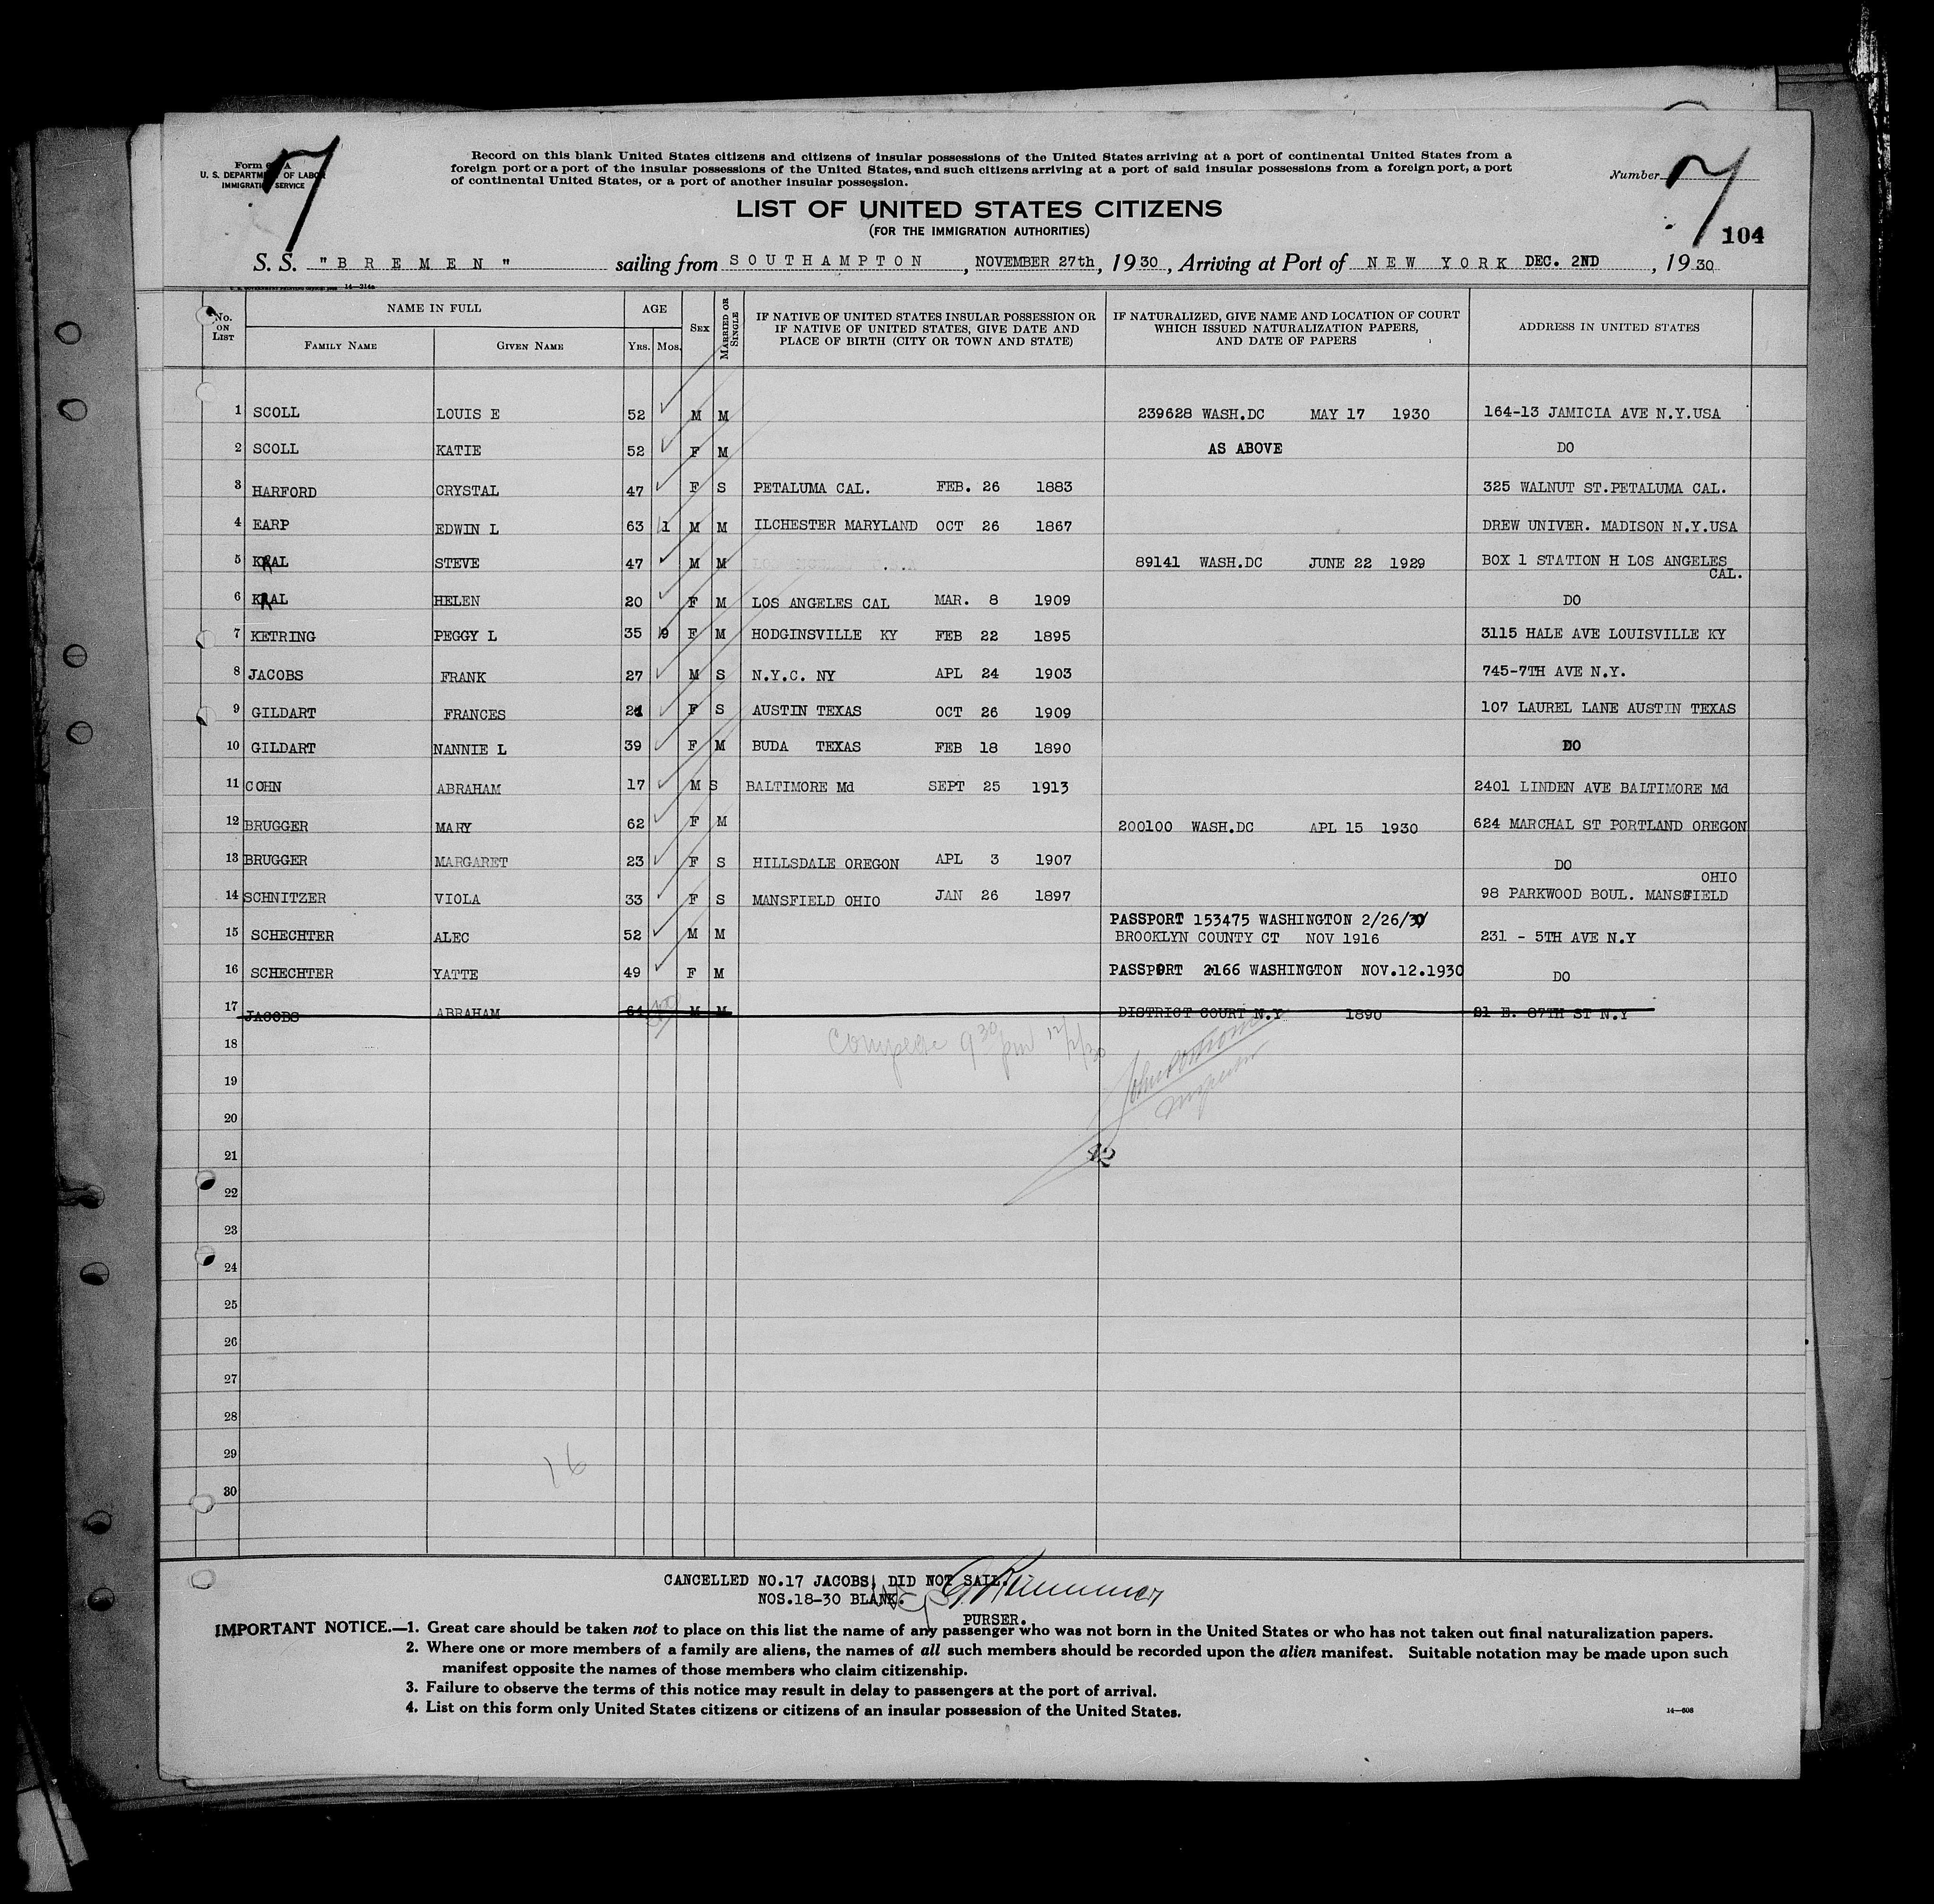 7
Form A
U. S. DEPARTMENT OF LABOR
IMMIGRATION SERVICE
Record on this blank United States citizens and citizens of insular possessions of the United States arriving at a port of continental United States from a
foreign port or a port of the insular possessions of the United States, and such citizens arriving at a port of said insular possessions from a foreign port, a port
of continental United States, or a port of another insular possession.
Number 7
LIST OF UNITED STATES CITIZENS
(FOR THE IMMIGRATION AUTHORITIES)
104
S. S. "BREMEN" sailing from SOUTHAMPTON, NOVEMBER 27th, 1930, Arriving at Port of NEW YORK DEC. 2ND, 1930
14—214a
No. ON LIST NAME IN FULL FAMILY NAME GIVEN NAME AGE YRS. MOS. SEX MARRIED OR SINGLE IF NATIVE OF UNITED STATES INSULAR POSSESSION OR IF NATIVE OF UNITED STATES, GIVE DATE AND PLACE OF BIRTH (CITY OR TOWN AND STATE) IF NATURALIZED, GIVE NAME AND LOCATION OF COURT WHICH ISSUED NATURALIZATION PAPERS, AND DATE OF PAPERS ADDRESS IN UNITED STATES
1 SCOLL LOUIS E 52 M M 239628 WASH.DC MAY 17 1930 164-13 JAMICIA AVE N.Y.USA
2 SCOLL KATIE 52 F M AS ABOVE DO
3 HARFORD CRYSTAL 47 F S PETALUMA CAL. FEB. 26 1883 325 WALNUT ST.PETALUMA CAL.
4 EARP EDWIN L 63 1 M M ILCHESTER MARYLAND OCT 26 1867 DREW UNIVER. MADISON N.Y.USA
5 KRAL STEVE 47 M M 89141 WASH.DC JUNE 22 1929 BOX 1 STATION H LOS ANGELES
CAL.
6 KRAL HELEN 20 F M LOS ANGELES CAL MAR. 8 1909 DO
7 KETRING PEGGY L 35 9 F M HODGINSVILLE KY FEB 22 1895 3115 HALE AVE LOUISVILLE KY
8 JACOBS FRANK 27 M S N.Y.C. NY APL 24 1903 745-7TH AVE N.Y.
9 GILDART FRANCES 21 F S AUSTIN TEXAS OCT 26 1909 107 LAUREL LANE AUSTIN TEXAS
10 GILDART NANNIE L 39 F M BUDA TEXAS FEB 18 1890 DO
11 COHN ABRAHAM 17 M S BALTIMORE Md SEPT 25 1913 2401 LINDEN AVE BALTIMORE Md
12 BRUGGER MARY 62 F M 200100 WASH.DC APL 15 1930 624 MARCHAL ST PORTLAND OREGON
13 BRUGGER MARGARET 23 F S HILLSDALE OREGON APL 3 1907 DO
OHIO
14 SCHNITZER VIOLA 33 F S MANSFIELD OHIO JAN 26 1897 98 PARKWOOD BOUL. MANSFIELD
PASSPORT 153475 WASHINGTON 2/26/30
15 SCHECHTER ALEC 52 M M BROOKLYN COUNTY CT NOV 1916 231 - 5TH AVE N.Y
16 SCHECHTER YATTE 49 F M PASSPORT 2166 WASHINGTON NOV.12.1930 DO
17 JACOBS ABRAHAM 64 M M DISTRICT COURT N.Y 1890 21 E. 87TH ST N.Y
18
9 30 pm 12/2/30
19
Inspector
20
21
12
22
23
24
25
26
27
28
29
16
30
CANCELLED NO.17 JACOBS, DID NOT SAIL.
NOS.18-30 BLANK.
PURSER.
IMPORTANT NOTICE.—1. Great care should be taken not to place on this list the name of any passenger who was not born in the United States or who has not taken out final naturalization papers.
2. Where one or more members of a family are aliens, the names of all such members should be recorded upon the alien manifest. Suitable notation may be made upon such
manifest opposite the names of those members who claim citizenship.
3. Failure to observe the terms of this notice may result in delay to passengers at the port of arrival.
4. List on this form only United States citizens or citizens of an insular possession of the United States.
14—608